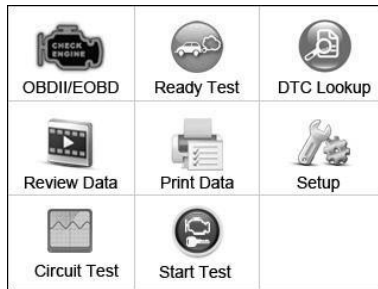 CHECK
ENGINE
OBDII/EOBD
Ready Test
DTC Lookup
Review Data
Print Data
Setup
Circuit Test
Start Test